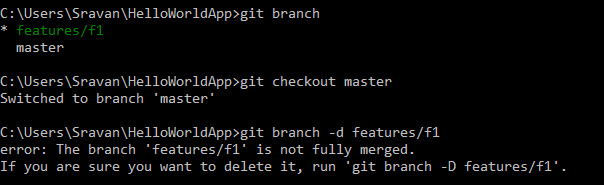 C:\Users\Sravan\HelloWorldApp>git branch
* features/f1
  master
C:\Users\Sravan\HelloWorldApp>git checkout master
Switched to branch 'master'
C:\Users\Sravan\HelloWorldApp>git branch -d features/f1
error: The branch 'features/f1' is not fully merged.
If you are sure you want to delete it, run 'git branch -D features/f1'.